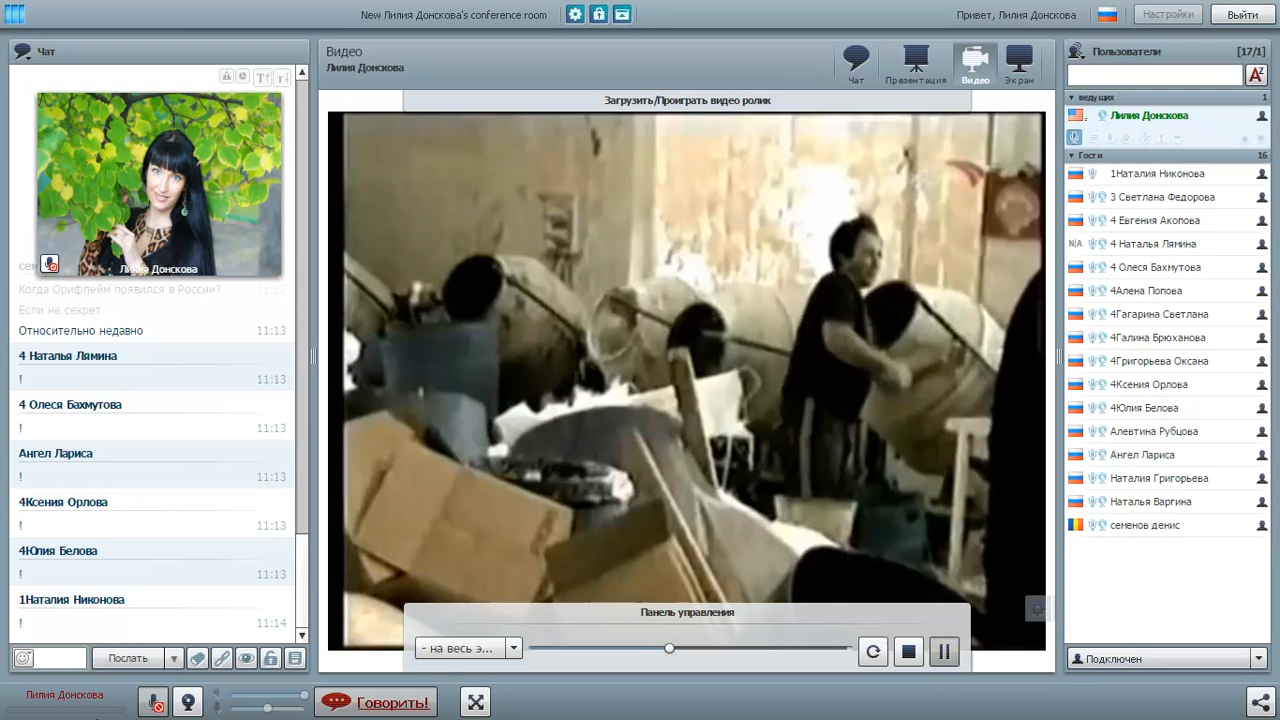 New Лилия Донскова's conference room
Привет, Лилия Донскова
Настройки
Выйти
Чат
T
T
Лилия Донскова
Когда Орифлейм появился в России?
Если не секрет
Относительно недавно 11:13
4 Наталья Лямина
! 11:13
4 Олеся Бахмутова
! 11:13
Ангел Лариса
! 11:13
4Ксения Орлова
! 11:13
4Юлия Белова
! 11:13
1Наталия Никонова
! 11:14
Послать
Видео
Лилия Донскова
Чат
Презентация
Видео
Экран
Загрузить/Проиграть видео ролик
Панель управления
- на весь э...
Пользователи [17/1]
AZ
ведущих 1
Лилия Донскова
Гости 16
1Наталия Никонова
3 Светлана Федорова
4 Евгения Акопова
N|A 4 Наталья Лямина
4 Олеся Бахмутова
4Алена Попова
4Гагарина Светлана
4Галина Брюханова
4Григорьева Оксана
4Ксения Орлова
4Юлия Белова
Алевтина Рубцова
Ангел Лариса
Наталия Григорьева
Наталья Варгина
семенов денис
Подключен
Лилия Донскова
Говорить!